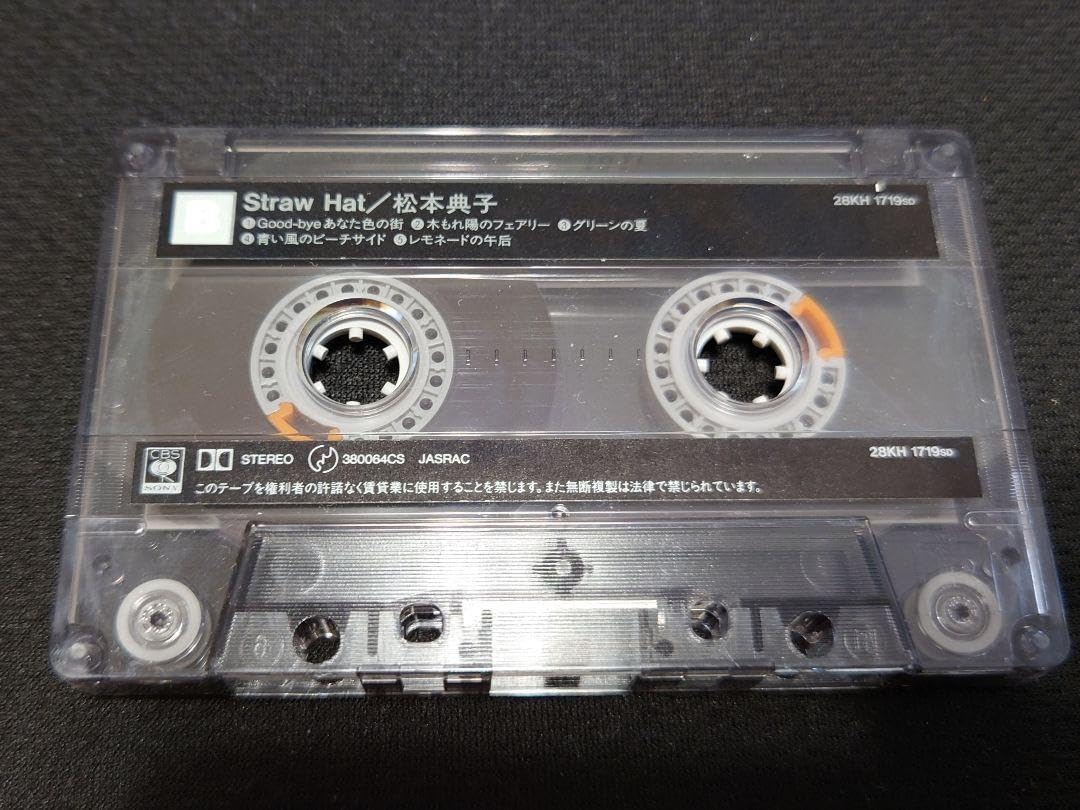 B
Straw Hat／松本典子
28KH 1719SD
❶Good-byeあなた色の街 ❷木もれ陽のフェアリー ❸グリーンの夏
❹青い風のビーチサイド ❺レモネードの午后
CBS
SONY
STEREO 380064CS JASRAC
28KH 1719SD
このテープを権利者の許諾なく賃貸業に使用することを禁じます。また無断複製は法律で禁じられています。